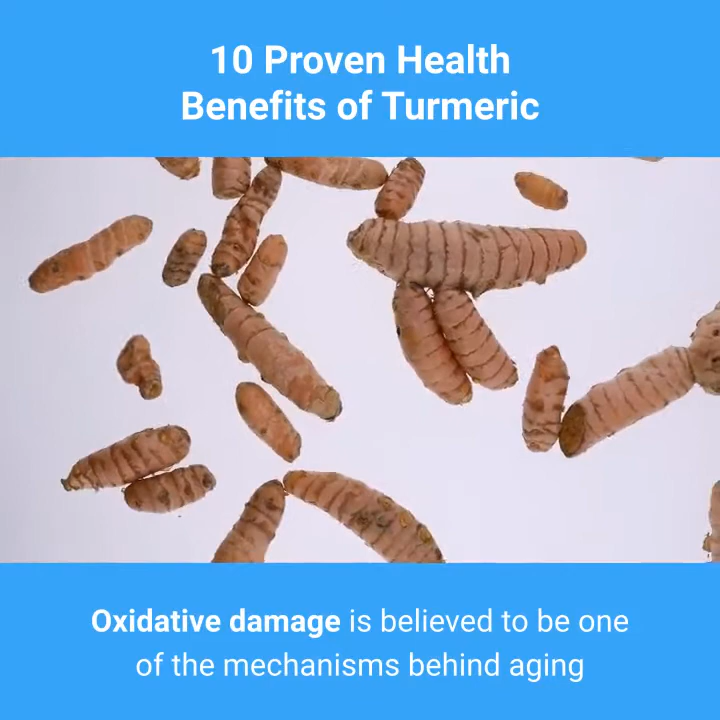 10 Proven Health
Benefits of Turmeric
Oxidative damage is believed to be one
of the mechanisms behind aging